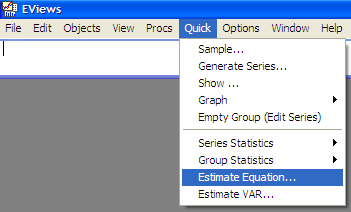 EViews
File Edit Objects View Procs Quick Options Window Help
Sample...
Generate Series...
Show ...
Graph
Empty Group (Edit Series)
Series Statistics
Group Statistics
Estimate Equation...
Estimate VAR...